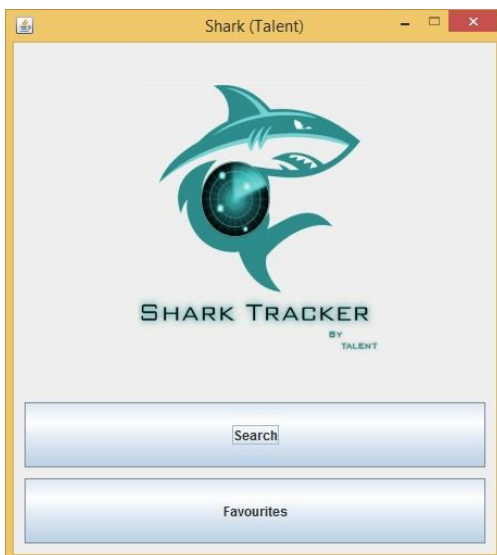 Shark (Talent)
SHARK TRACKER
BY
TALENT
Search
Favourites